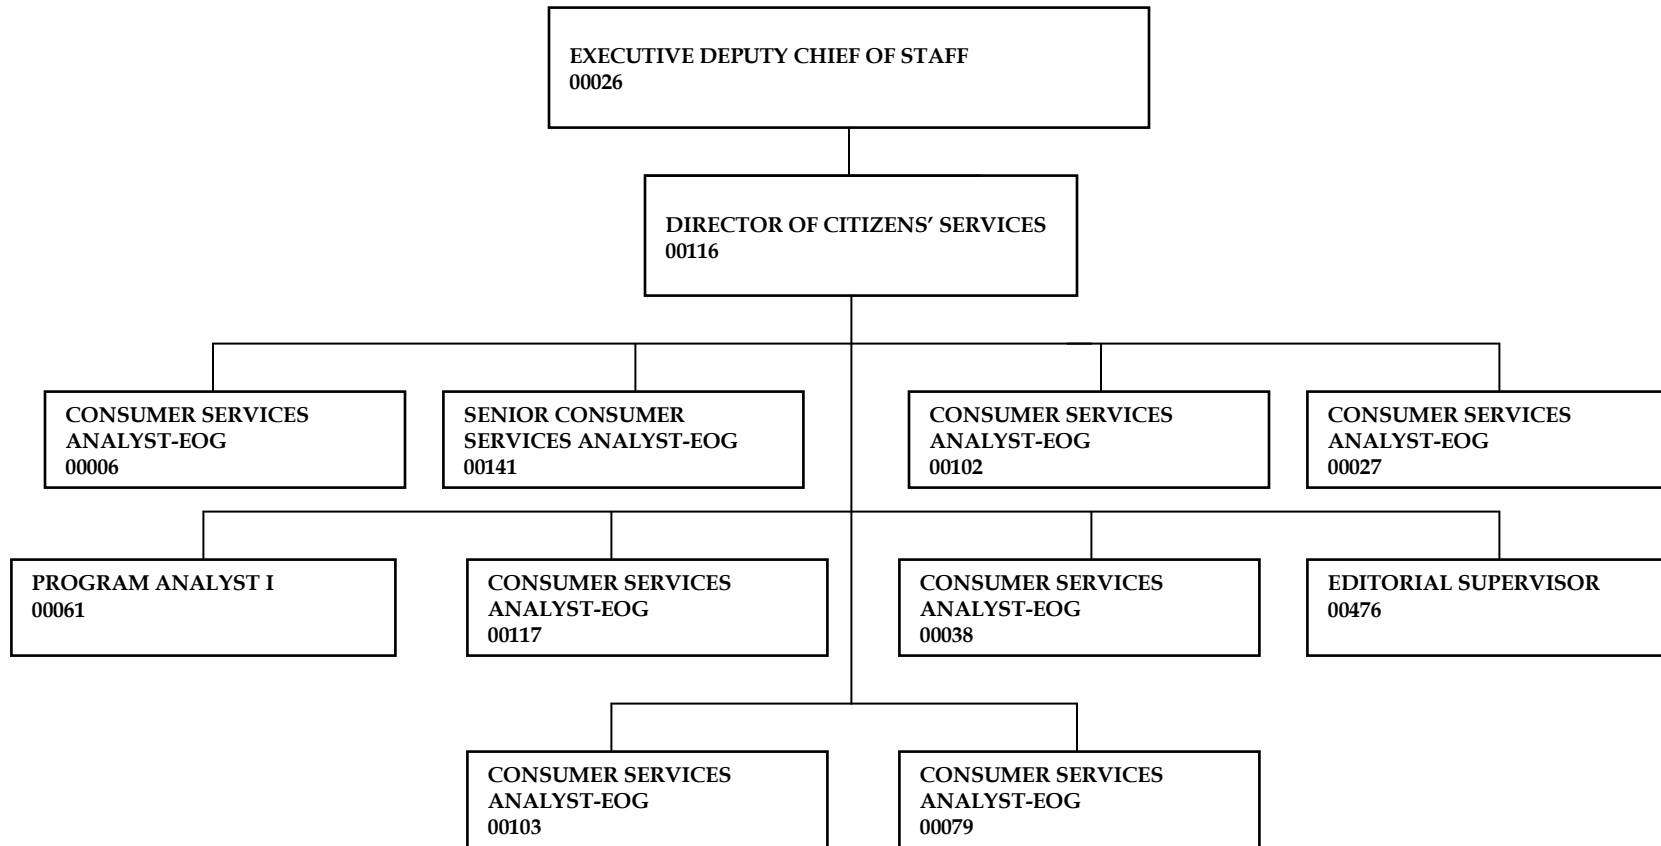 EXECUTIVE DEPUTY CHIEF OF STAFF
00026
DIRECTOR OF CITIZENS’ SERVICES
00116
CONSUMER SERVICES
ANALYST-EOG
00006
SENIOR CONSUMER
SERVICES ANALYST-EOG
00141
CONSUMER SERVICES
ANALYST-EOG
00102
CONSUMER SERVICES
ANALYST-EOG
00027
PROGRAM ANALYST I
00061
CONSUMER SERVICES
ANALYST-EOG
00117
CONSUMER SERVICES
ANALYST-EOG
00038
EDITORIAL SUPERVISOR
00476
CONSUMER SERVICES
ANALYST-EOG
00103
CONSUMER SERVICES
ANALYST-EOG
00079